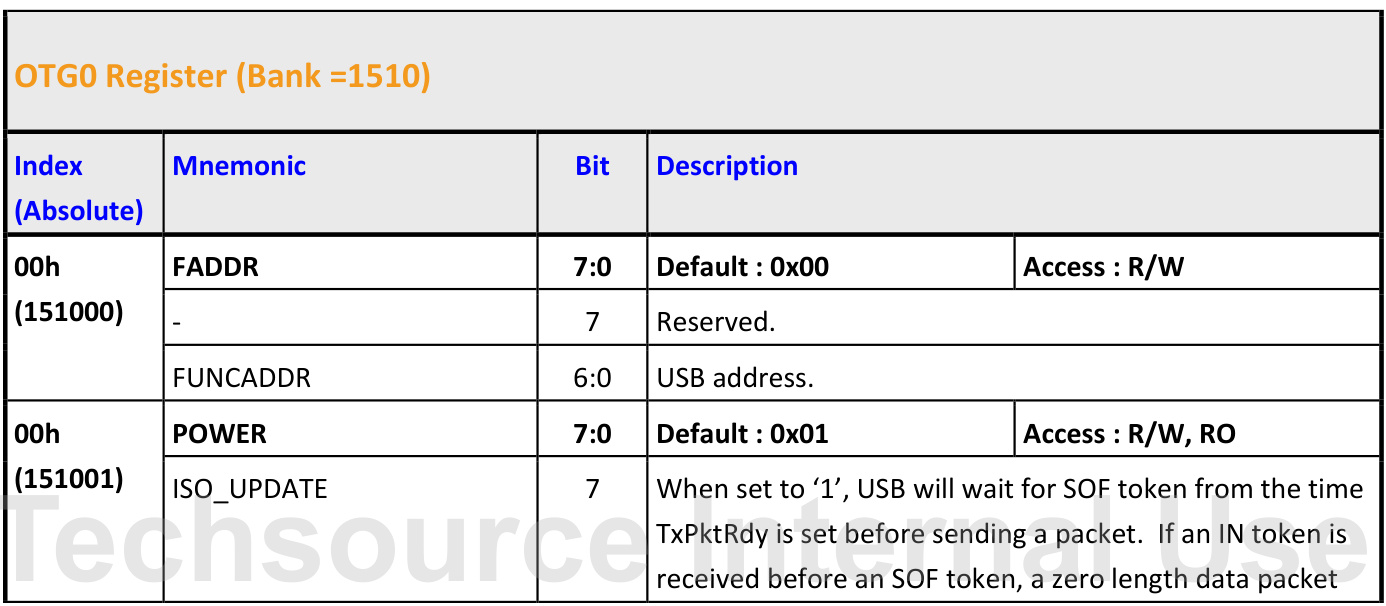 OTG0 Register (Bank =1510)
Index (Absolute) Mnemonic Bit Description
00h (151000) FADDR 7:0 Default : 0x00 Access : R/W
- 7 Reserved.
FUNCADDR 6:0 USB address.
00h (151001) POWER 7:0 Default : 0x01 Access : R/W, RO
ISO_UPDATE 7 When set to ‘1’, USB will wait for SOF token from the time
TxPktRdy is set before sending a packet.  If an IN token is
received before an SOF token, a zero length data packet
Techsource Internal Use